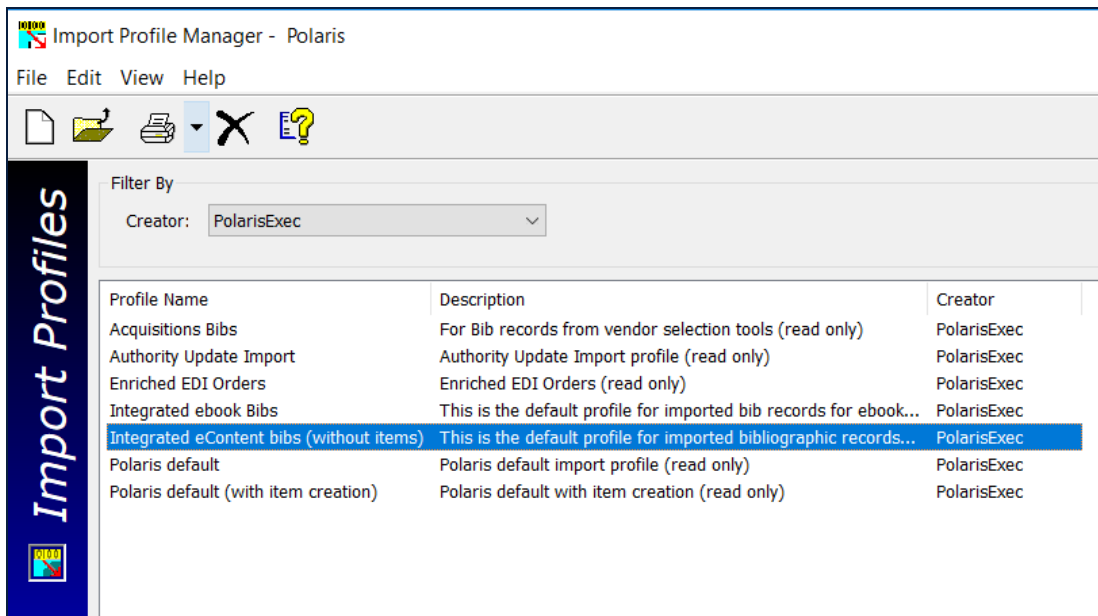 Import Profile Manager - Polaris
File Edit View Help
Import Profiles
Filter By
Creator: PolarisExec
Profile Name Description Creator
Acquisitions Bibs For Bib records from vendor selection tools (read only) PolarisExec
Authority Update Import Authority Update Import profile (read only) PolarisExec
Enriched EDI Orders Enriched EDI Orders (read only) PolarisExec
Integrated ebook Bibs This is the default profile for imported bib records for ebook... PolarisExec
Integrated eContent bibs (without items) This is the default profile for imported bibliographic records... PolarisExec
Polaris default Polaris default import profile (read only) PolarisExec
Polaris default (with item creation) Polaris default with item creation (read only) PolarisExec